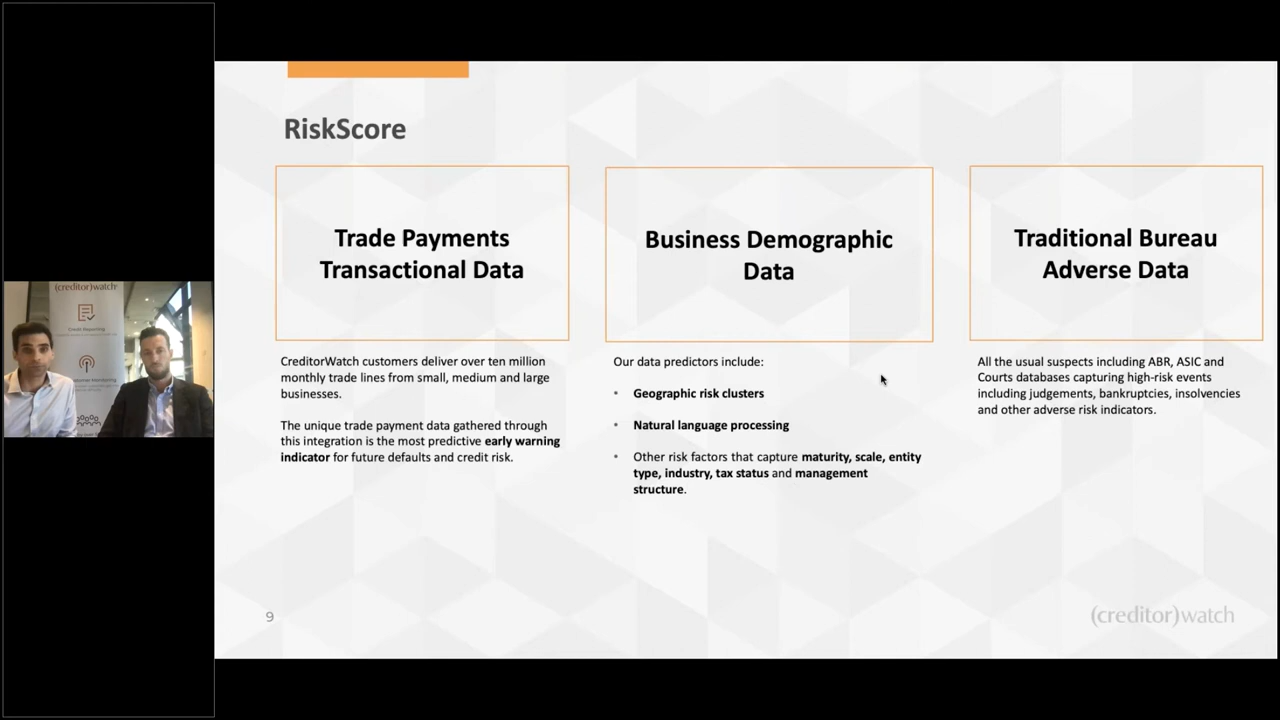 (creditor)watch
Credit Reporting
RiskScore
Trade Payments
Transactional Data
CreditorWatch customers deliver over ten million
monthly trade lines from small, medium and large
businesses.
The unique trade payment data gathered through
this integration is the most predictive early warning
indicator for future defaults and credit risk.
Business Demographic
Data
Our data predictors include:
• Geographic risk clusters
• Natural language processing
• Other risk factors that capture maturity, scale, entity
type, industry, tax status and management
structure.
Traditional Bureau
Adverse Data
All the usual suspects including ABR, ASIC and
Courts databases capturing high-risk events
including judgements, bankruptcies, insolvencies
and other adverse risk indicators.
9
(creditor)watch